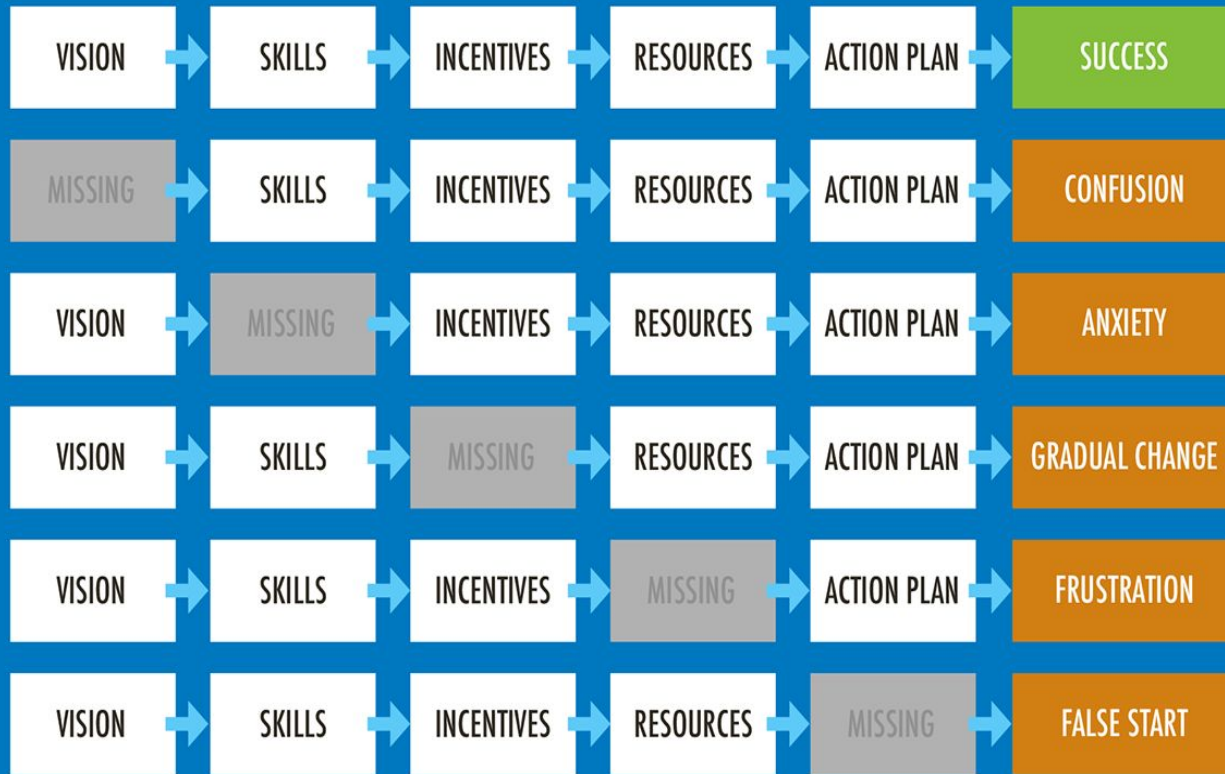 VISION SKILLS INCENTIVES RESOURCES ACTION PLAN SUCCESS
MISSING SKILLS INCENTIVES RESOURCES ACTION PLAN CONFUSION
VISION MISSING INCENTIVES RESOURCES ACTION PLAN ANXIETY
VISION SKILLS MISSING RESOURCES ACTION PLAN GRADUAL CHANGE
VISION SKILLS INCENTIVES MISSING ACTION PLAN FRUSTRATION
VISION SKILLS INCENTIVES RESOURCES MISSING FALSE START